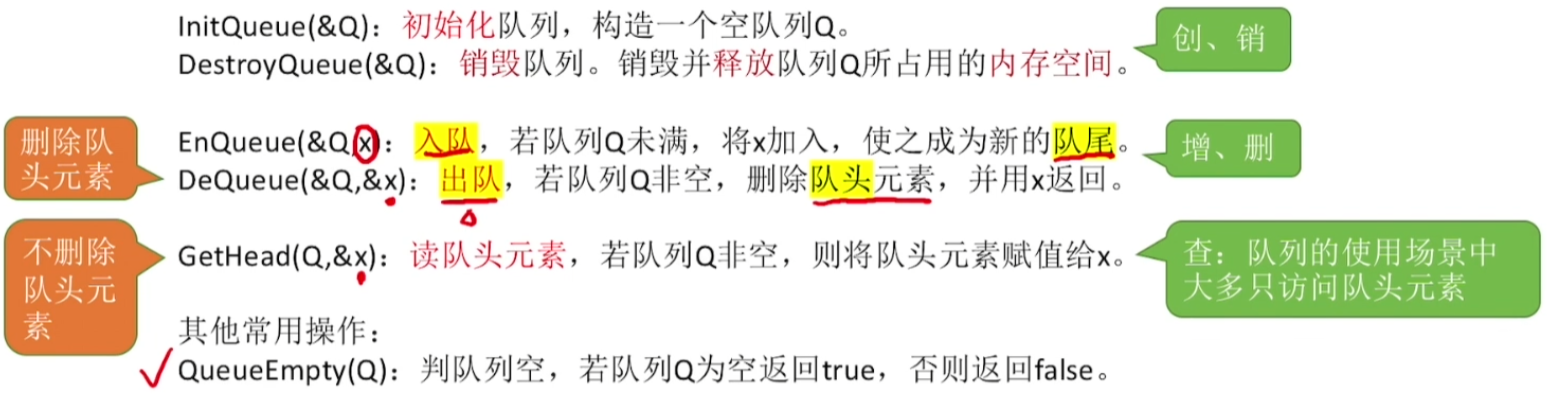 InitQueue(&Q)：初始化队列，构造一个空队列Q。
DestroyQueue(&Q)：销毁队列。销毁并释放队列Q所占用的内存空间。
创、销
删除队
头元素
EnQueue(&Q,x)：入队，若队列Q未满，将x加入，使之成为新的队尾。
DeQueue(&Q,&x)：出队，若队列Q非空，删除队头元素，并用x返回。
增、删
不删除
队头元
素
GetHead(Q,&x)：读队头元素，若队列Q非空，则将队头元素赋值给x。
查：队列的使用场景中
大多只访问队头元素
其他常用操作：
QueueEmpty(Q)：判队列空，若队列Q为空返回true，否则返回false。